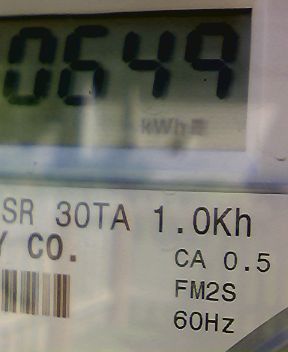 0649
kWh
SR 30TA 1.0Kh
Y CO.
CA 0.5
FM2S
60Hz